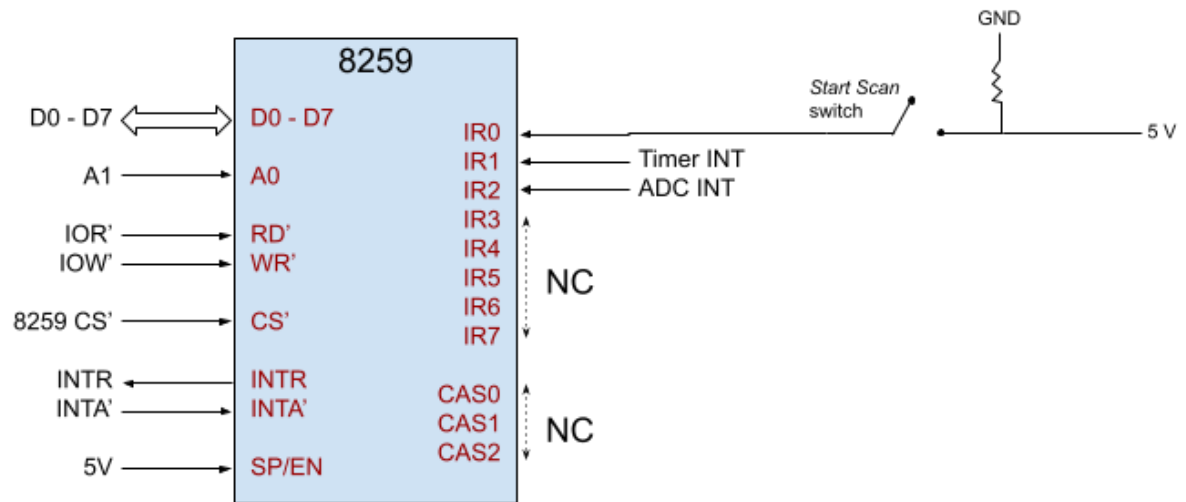 8259
D0 - D7
D0 - D7
A1
A0
IOR'
RD'
IOW'
WR'
8259 CS'
CS'
INTR
INTR
INTA'
INTA'
5V
SP/EN
IR0
IR1
IR2
IR3
IR4
IR5
IR6
IR7
CAS0
CAS1
CAS2
Timer INT
ADC INT
NC
NC
Start Scan
switch
GND
5 V